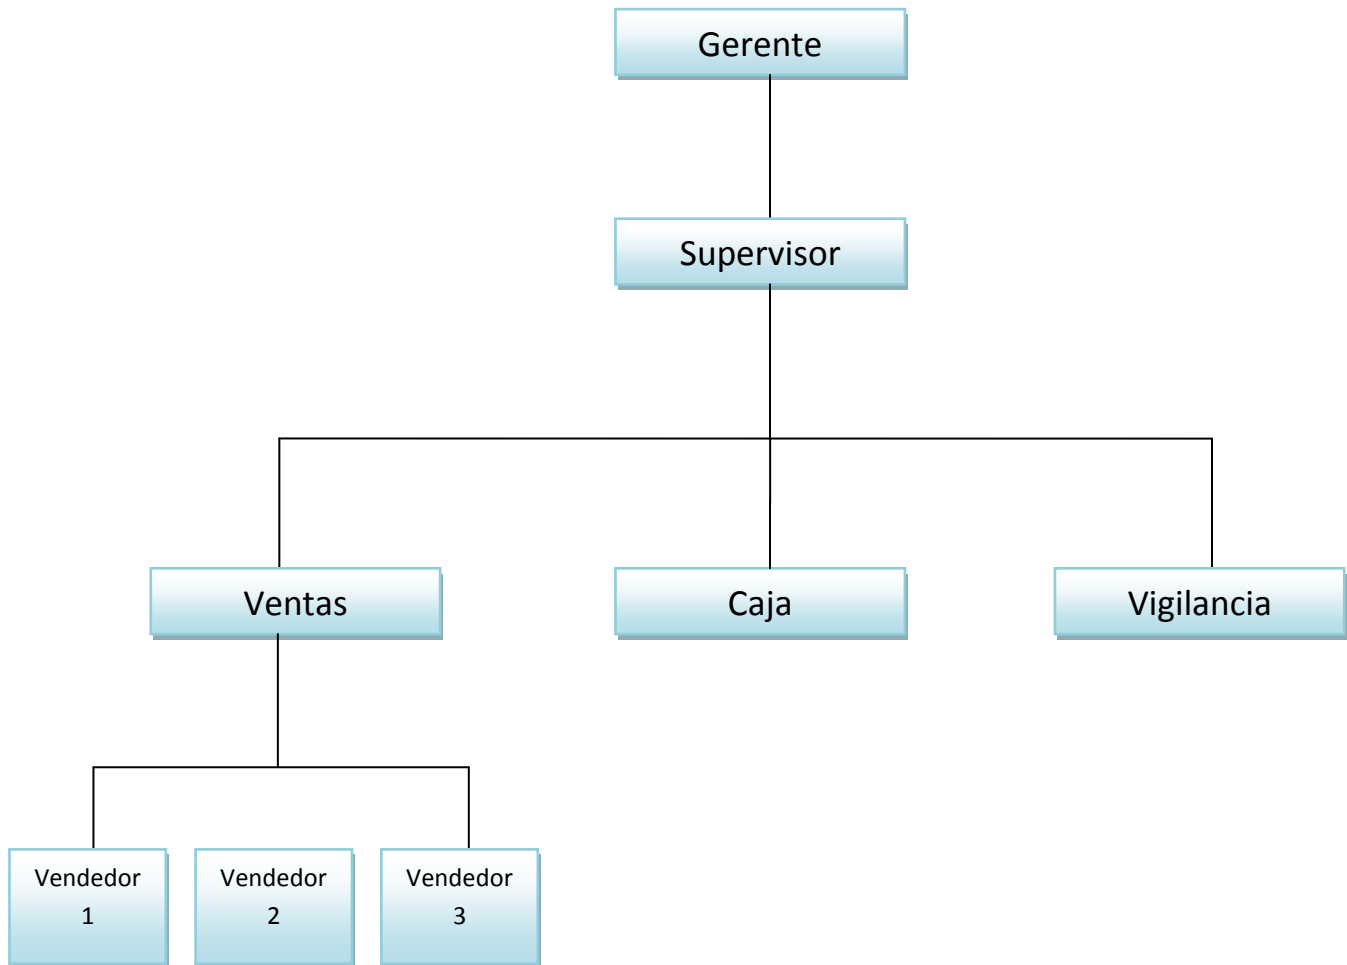 Gerente
Supervisor
Ventas
Caja
Vigilancia
Vendedor
1
Vendedor
2
Vendedor
3